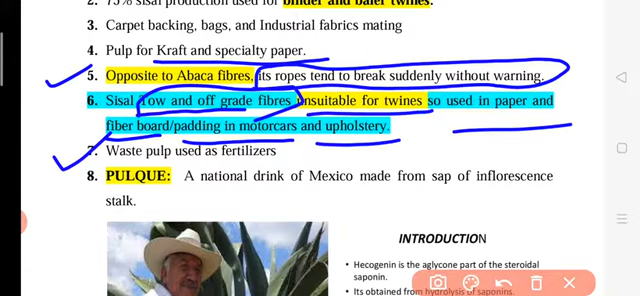 2. 75% sisal production used for binder and baler twines.
3. Carpet backing, bags, and Industrial fabrics mating
4. Pulp for Kraft and specialty paper.
5. Opposite to Abaca fibres, its ropes tend to break suddenly without warning.
6. Sisal Tow and off grade fibres unsuitable for twines so used in paper and
fiber board/padding in motorcars and upholstery.
7. Waste pulp used as fertilizers
8. PULQUE: A national drink of Mexico made from sap of inflorescence
stalk.
INTRODUCTION
• Hecogenin is the aglycone part of the steroidal
saponin.
• Its obtained from hydrolysis of saponins.